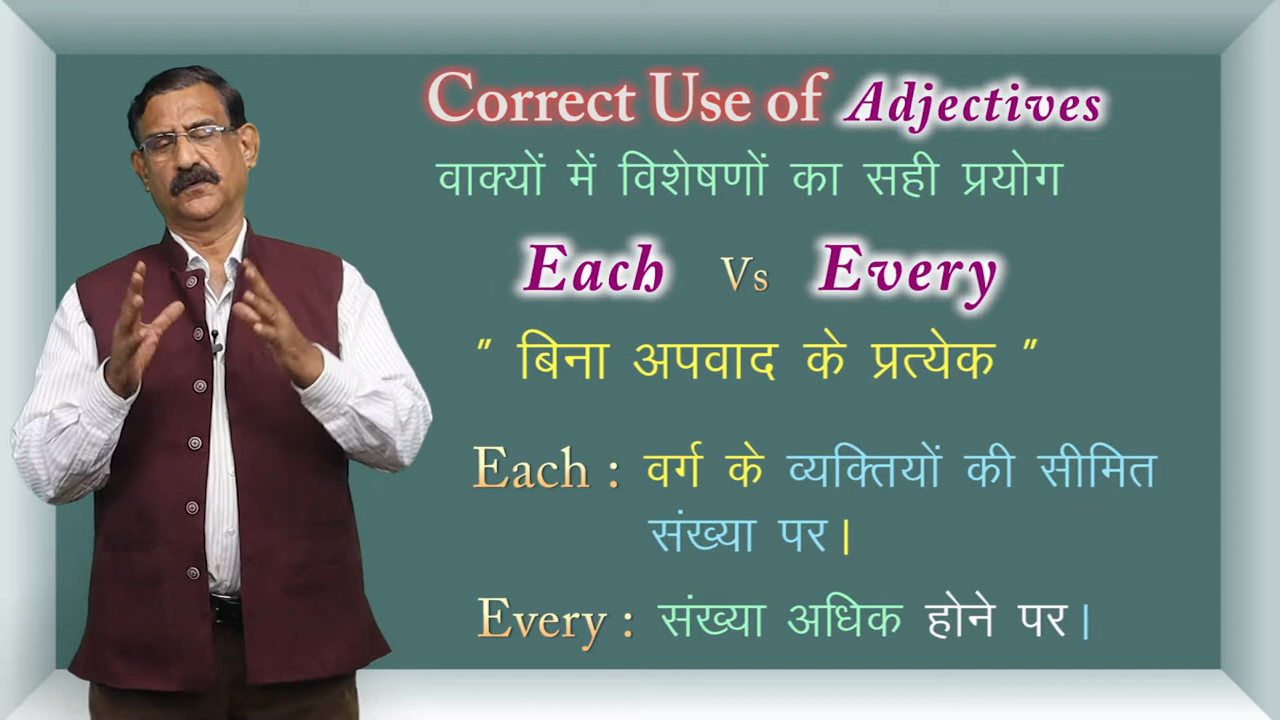 Correct Use of Adjectives
वाक्यों में विशेषणों का सही प्रयोग
Each Vs Every
" बिना अपवाद के प्रत्येक "
Each : वर्ग के व्यक्तियों की सीमित
संख्या पर।
Every : संख्या अधिक होने पर।